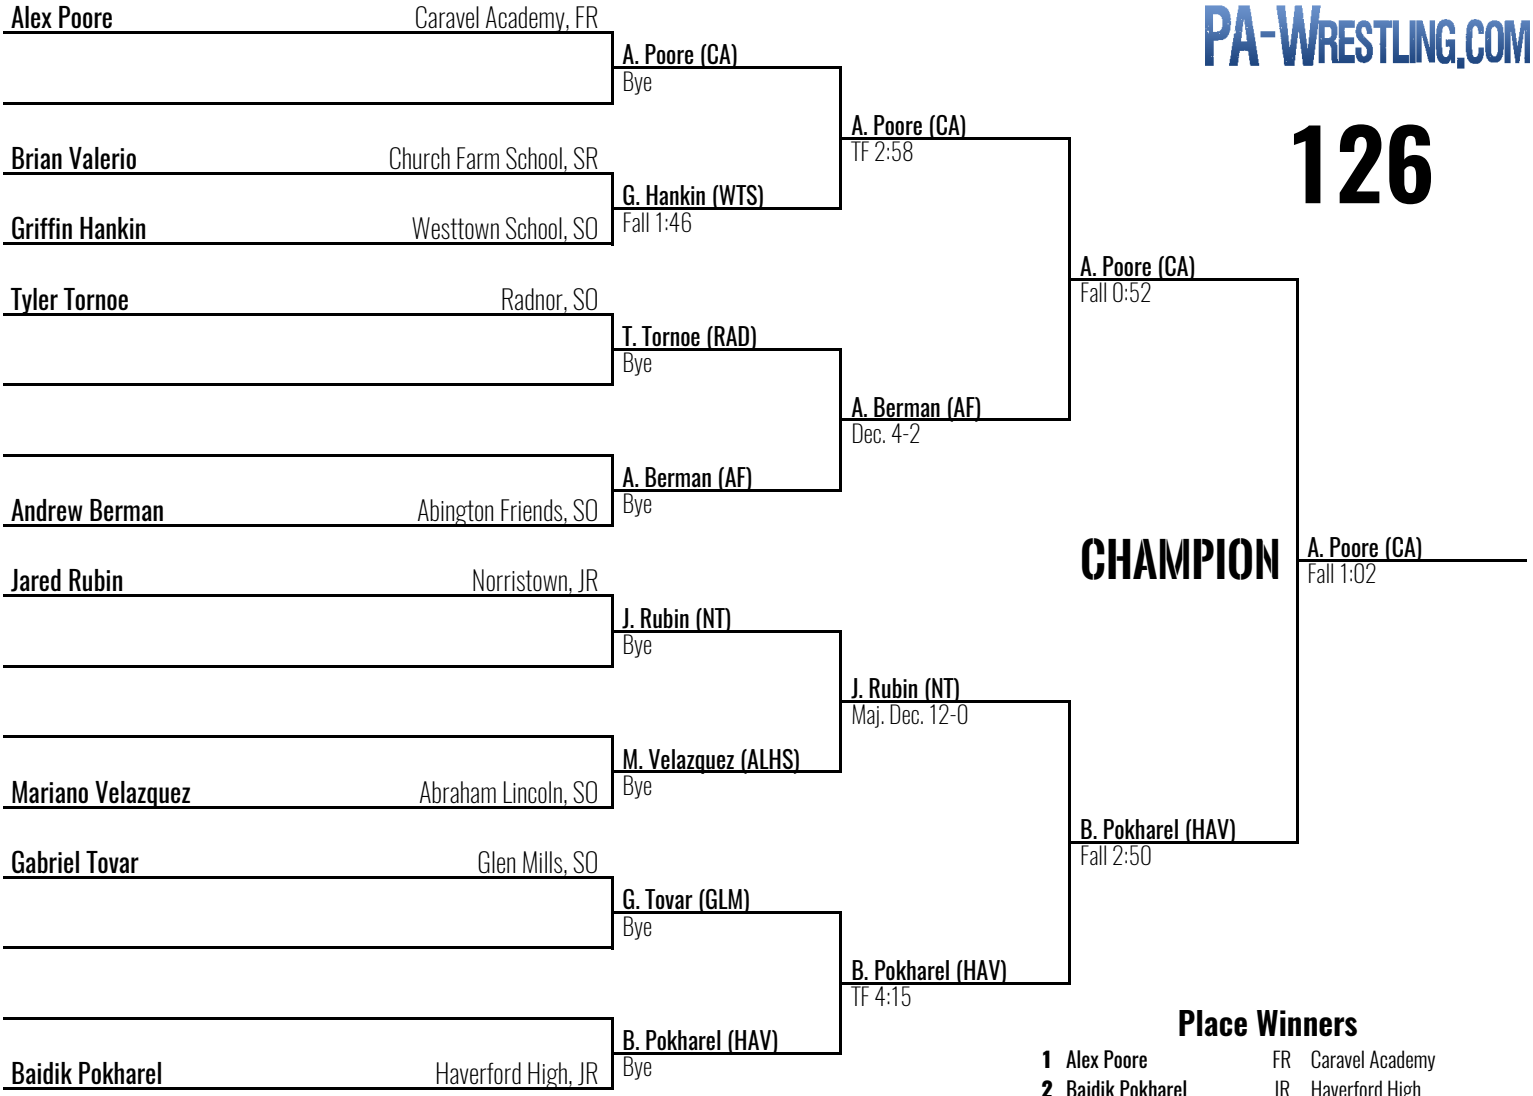 Alex Poore Caravel Academy, FR
PA-WRESTLING.COM
A. Poore (CA)
Bye
A. Poore (CA)
TF 2:58
126
Brian Valerio Church Farm School, SR
G. Hankin (WTS)
Fall 1:46
Griffin Hankin Westtown School, SO
A. Poore (CA)
Fall 0:52
Tyler Tornoe Radnor, SO
T. Tornoe (RAD)
Bye
A. Berman (AF)
Dec. 4-2
A. Berman (AF)
Bye
Andrew Berman Abington Friends, SO
CHAMPION
A. Poore (CA)
Fall 1:02
Jared Rubin Norristown, JR
J. Rubin (NT)
Bye
J. Rubin (NT)
Maj. Dec. 12-0
M. Velazquez (ALHS)
Bye
Mariano Velazquez Abraham Lincoln, SO
B. Pokharel (HAV)
Fall 2:50
Gabriel Tovar Glen Mills, SO
G. Tovar (GLM)
Bye
B. Pokharel (HAV)
TF 4:15
B. Pokharel (HAV)
Bye
Baidik Pokharel Haverford High, JR
Place Winners
1 Alex Poore FR Caravel Academy
2 Baidik Pokharel JR Haverford High